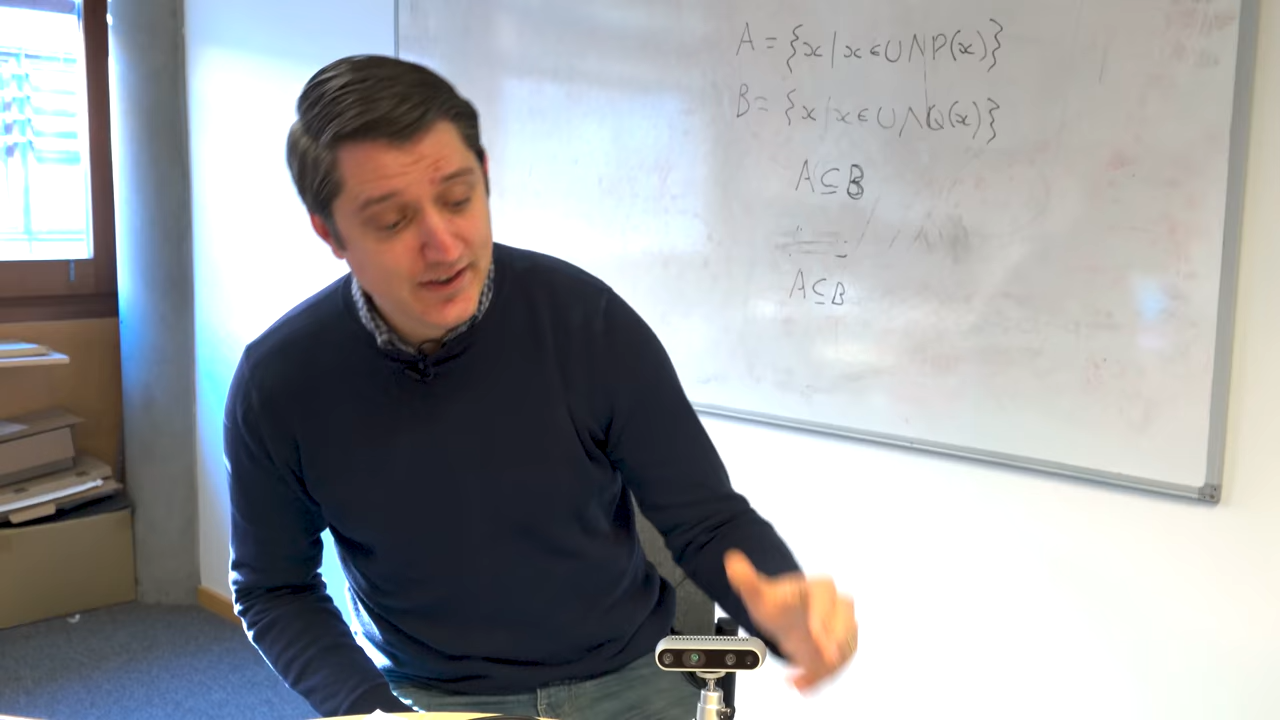 A = {x | x ∈ U ∧ P(x)}
B = {x | x ∈ U ∧ Q(x)}
A ⊆ B
A ⊆ B